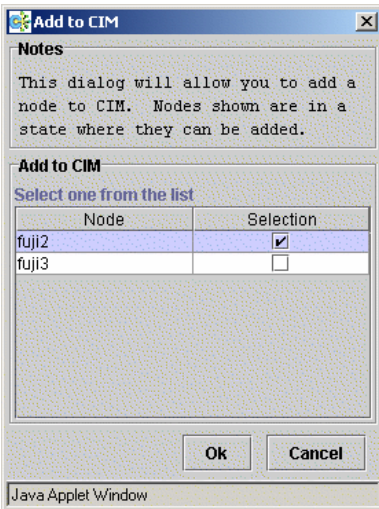 Add to CIM
Notes
This dialog will allow you to add a
node to CIM.  Nodes shown are in a
state where they can be added.
Add to CIM
Select one from the list
Node Selection
fuji2
fuji3
Ok Cancel
Java Applet Window